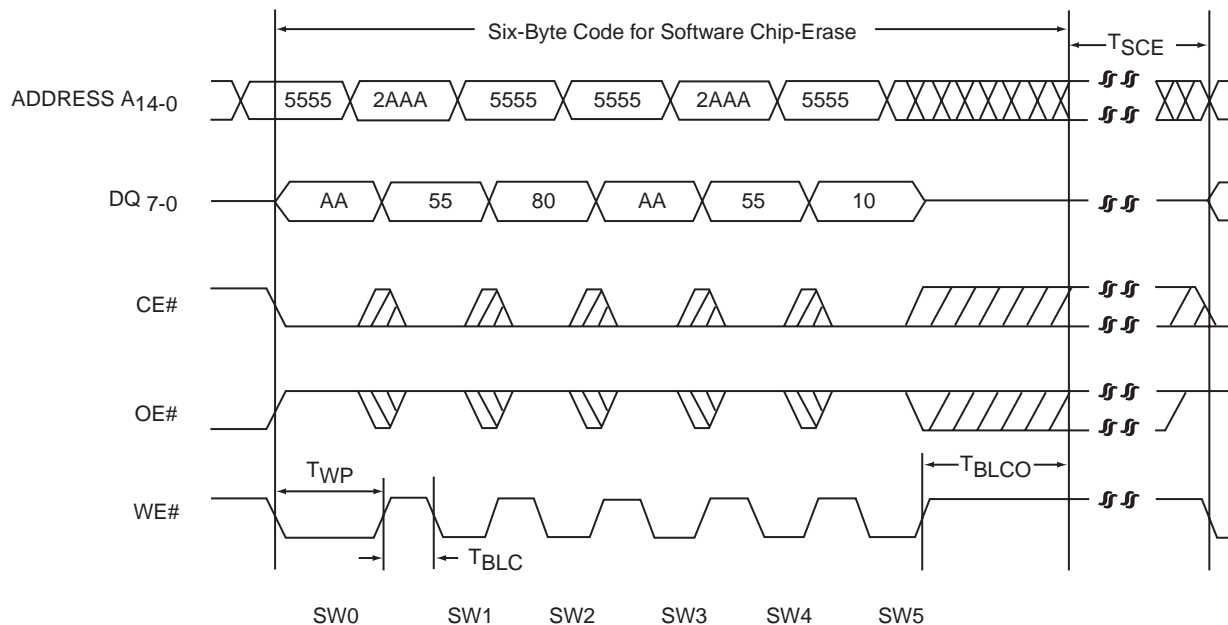 Six-Byte Code for Software Chip-Erase
TSCE
ADDRESS A14-0
5555 2AAA 5555 5555 2AAA 5555
DQ 7-0
AA 55 80 AA 55 10
CE#
OE#
TWP
TBLCO
WE#
TBLC
SW0 SW1 SW2 SW3 SW4 SW5